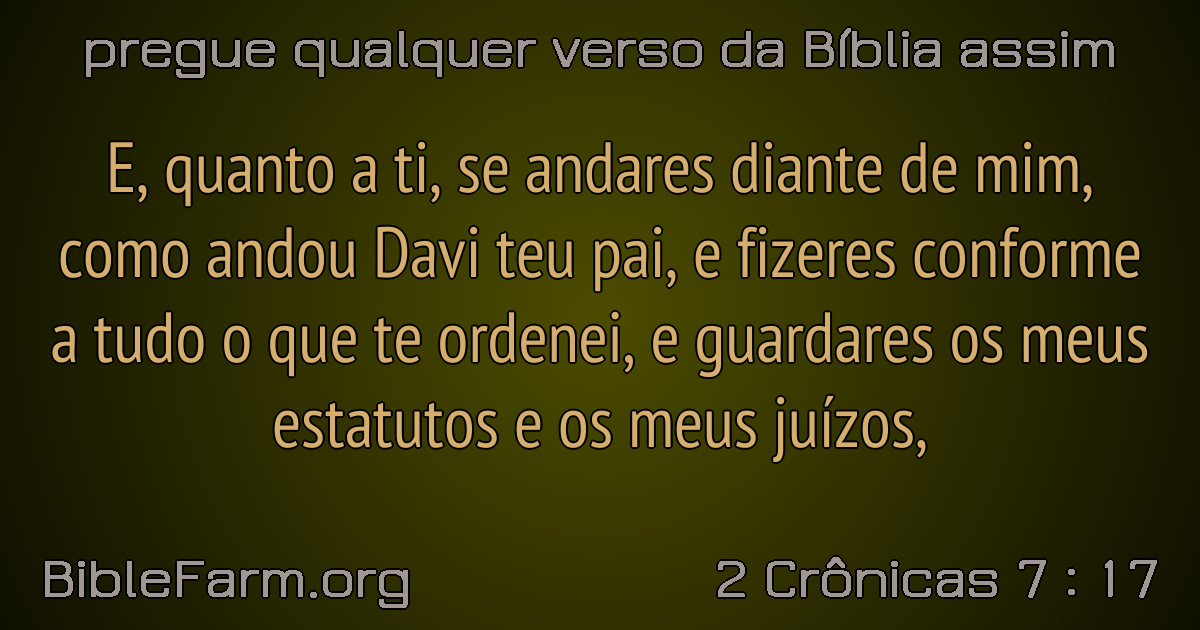 pregue qualquer verso da Bíblia assim
E, quanto a ti, se andares diante de mim,
como andou Davi teu pai, e fizeres conforme
a tudo o que te ordenei, e guardares os meus
estatutos e os meus juízos,
BibleFarm.org
2 Crônicas 7 : 17